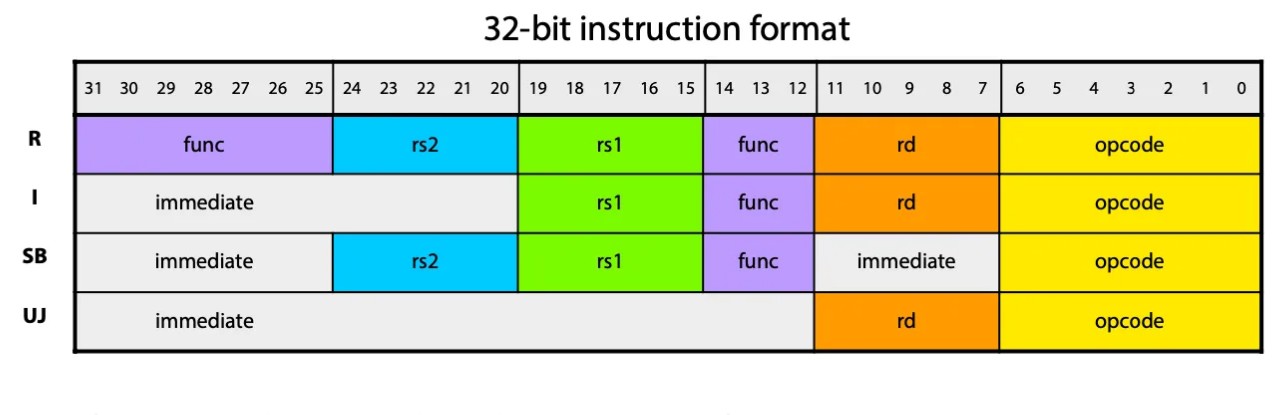 32-bit instruction format
31 30 29 28 27 26 25 24 23 22 21 20 19 18 17 16 15 14 13 12 11 10 9 8 7 6 5 4 3 2 1 0
R func rs2 rs1 func rd opcode
I immediate rs1 func rd opcode
SB immediate rs2 rs1 func immediate opcode
UJ immediate rd opcode